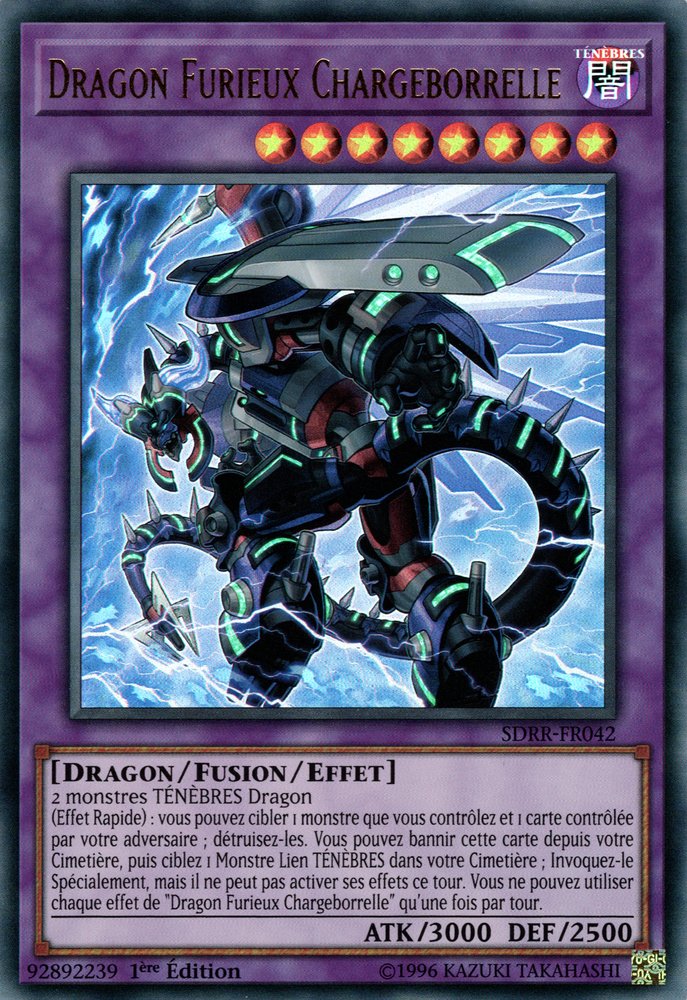 DRAGON FURIEUX CHARGEBORRELLE
TÉNÈBRES
闇
SDRR-FR042
[DRAGON/FUSION/EFFET]
2 monstres TÉNÈBRES Dragon
(Effet Rapide) : vous pouvez cibler 1 monstre que vous contrôlez et 1 carte contrôlée
par votre adversaire ; détruisez-les. Vous pouvez bannir cette carte depuis votre
Cimetière, puis ciblez 1 Monstre Lien TÉNÈBRES dans votre Cimetière ; Invoquez-le
Spécialement, mais il ne peut pas activer ses effets ce tour. Vous ne pouvez utiliser
chaque effet de "Dragon Furieux Chargeborrelle" qu'une fois par tour.
ATK/3000 DEF/2500
92892239 1ère Édition ©1996 KAZUKI TAKAHASHI